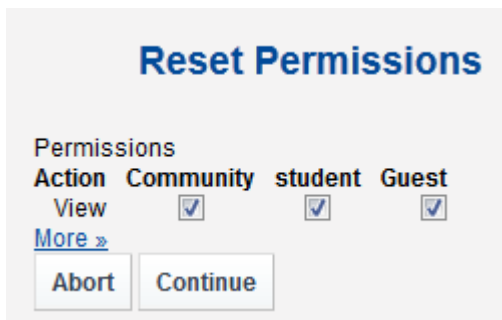 Reset Permissions
Permissions
Action Community student Guest
View
More »
Abort Continue